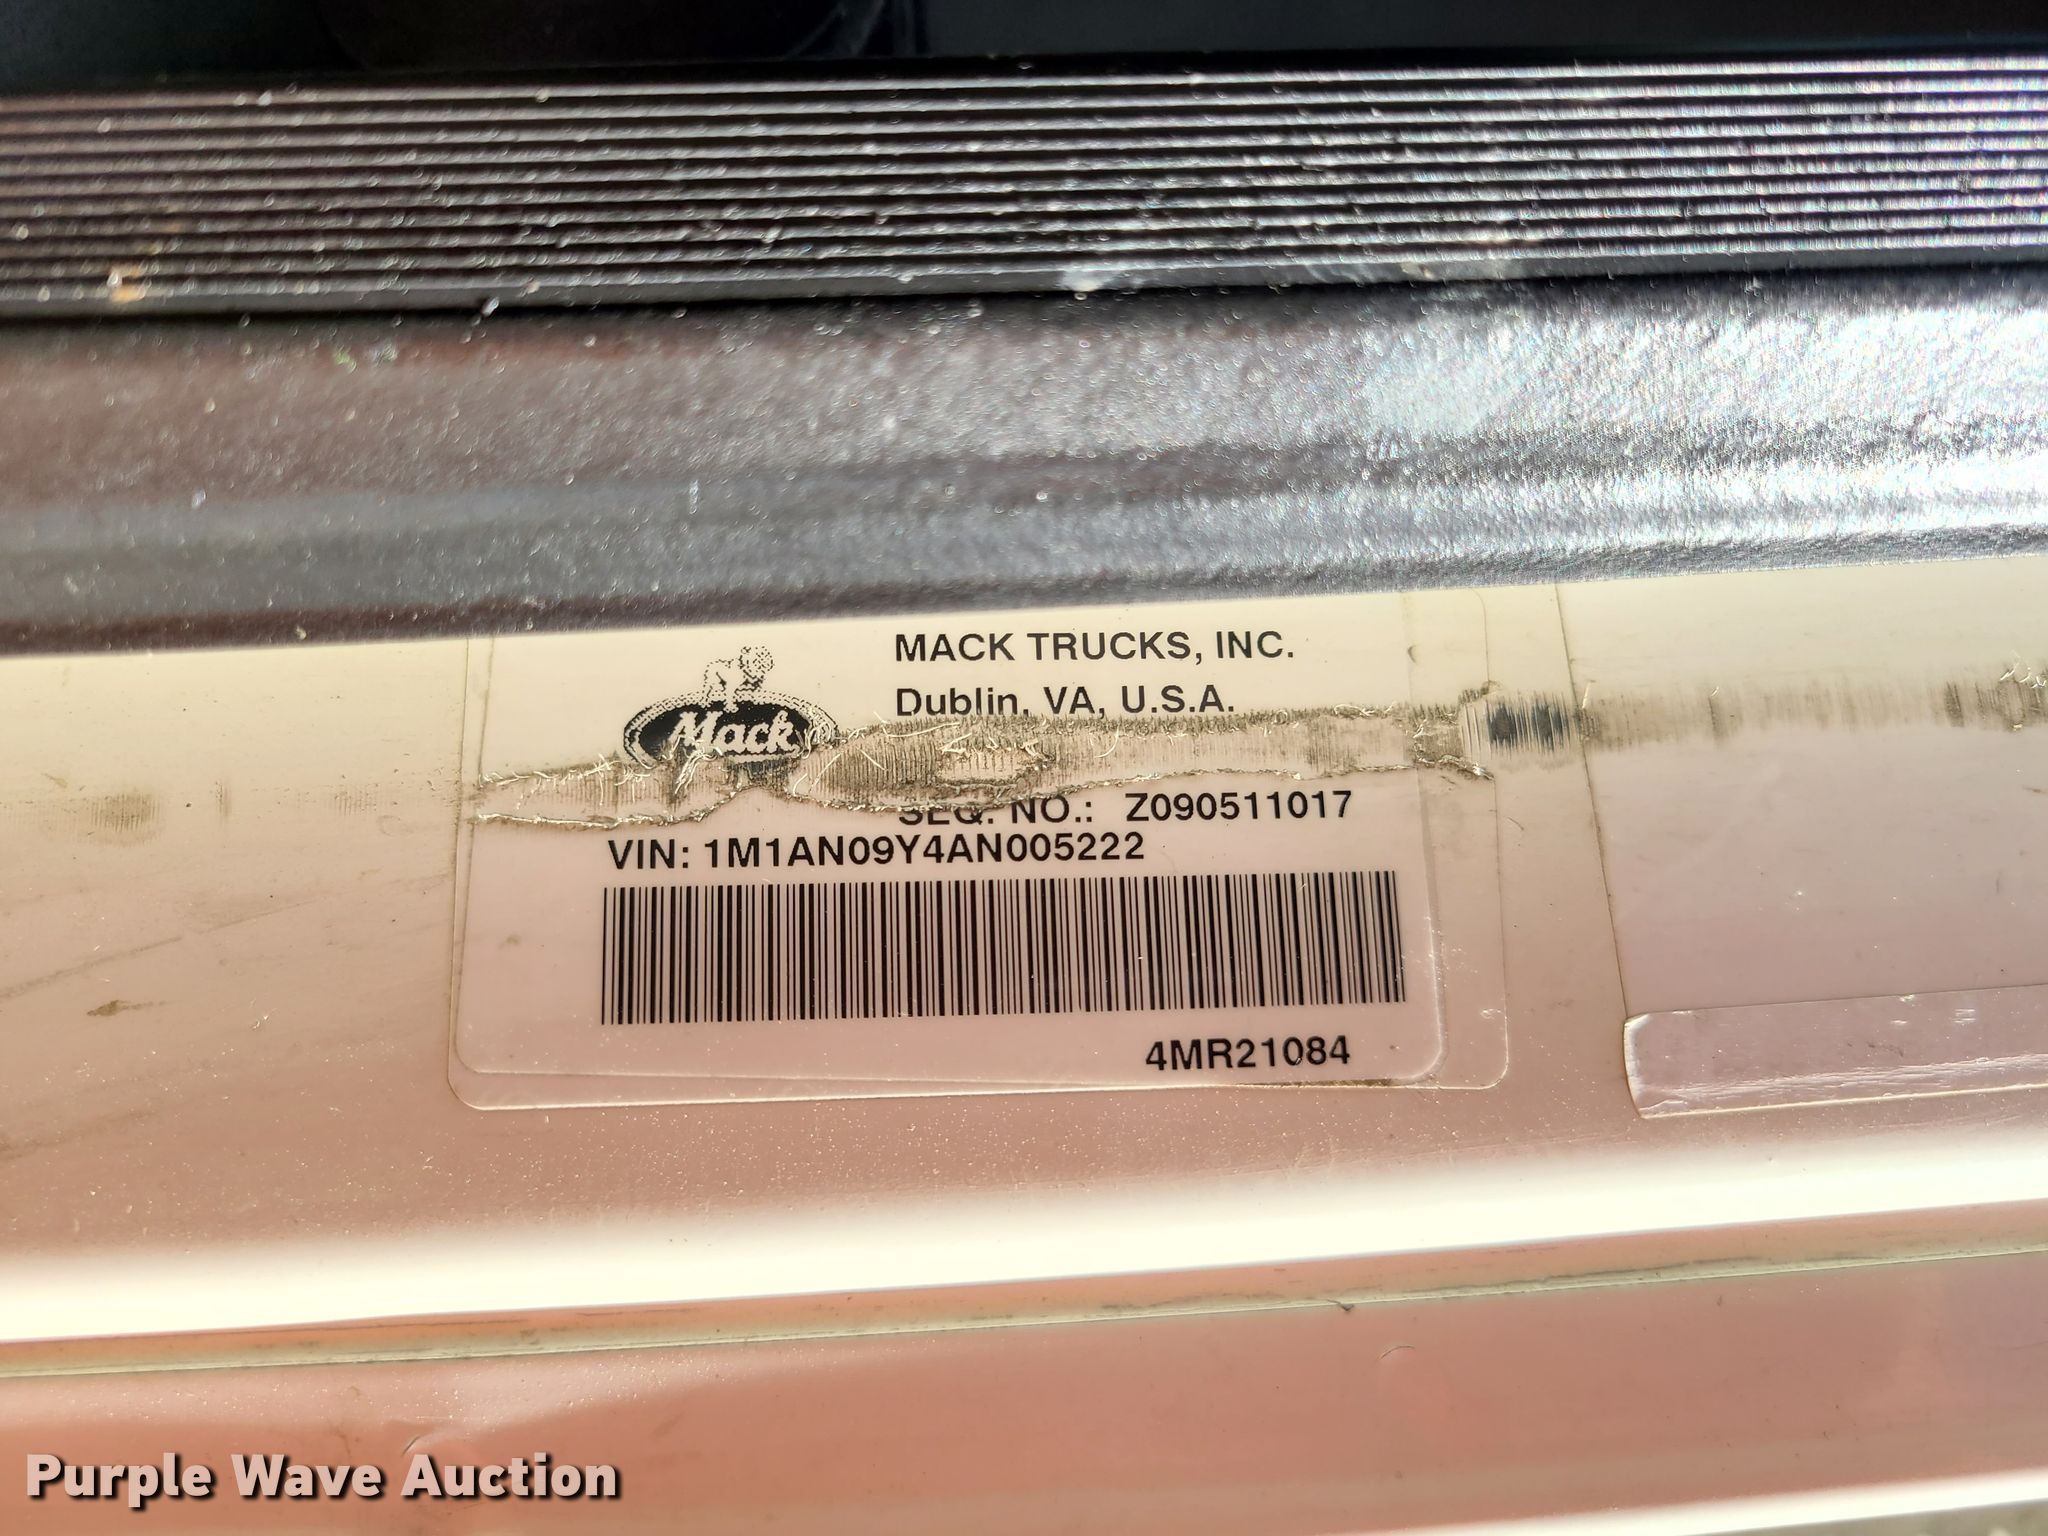 Mack
MACK TRUCKS, INC.
Dublin, VA, U.S.A.
SEQ. NO.: Z090511017
VIN: 1M1AN09Y4AN005222
4MR21084
Purple Wave Auction